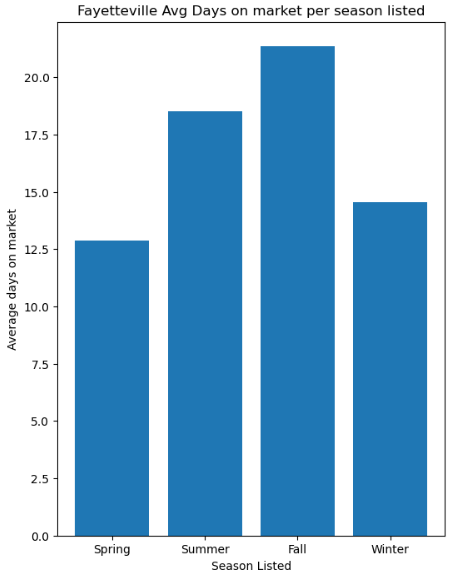 Fayetteville Avg Days on market per season listed
Average days on market
20.0
17.5
15.0
12.5
10.0
7.5
5.0
2.5
0.0
Spring Summer Fall Winter
Season Listed